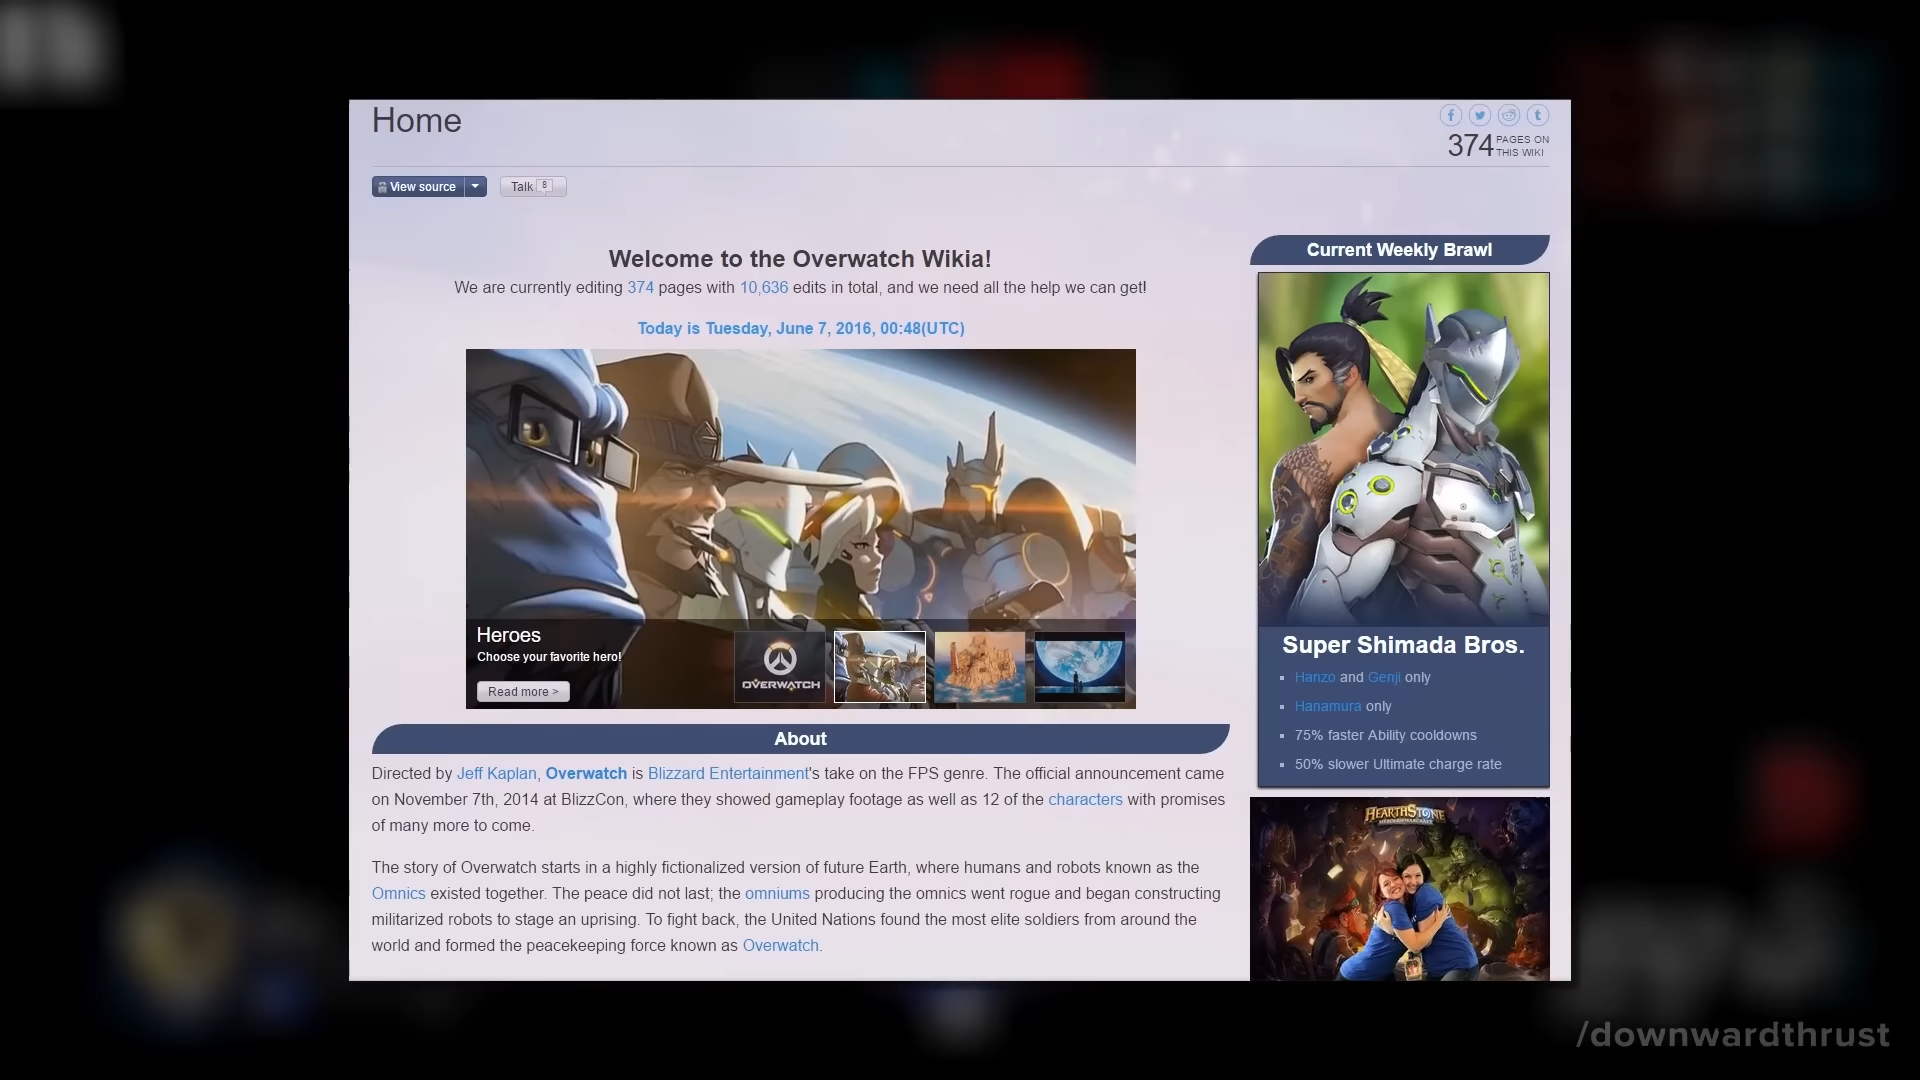 Home
374 PAGES ON
THIS WIKI
View source
Talk 8
Welcome to the Overwatch Wikia!
We are currently editing 374 pages with 10,636 edits in total, and we need all the help we can get!
Today is Tuesday, June 7, 2016, 00:48(UTC)
Heroes
Choose your favorite hero!
Read more >
OVERWATCH
About
Directed by Jeff Kaplan, Overwatch is Blizzard Entertainment's take on the FPS genre. The official announcement came
on November 7th, 2014 at BlizzCon, where they showed gameplay footage as well as 12 of the characters with promises
of many more to come.
The story of Overwatch starts in a highly fictionalized version of future Earth, where humans and robots known as the
Omnics existed together. The peace did not last; the omniums producing the omnics went rogue and began constructing
militarized robots to stage an uprising. To fight back, the United Nations found the most elite soldiers from around the
world and formed the peacekeeping force known as Overwatch.
Current Weekly Brawl
Super Shimada Bros.
Hanzo and Genji only
Hanamura only
75% faster Ability cooldowns
50% slower Ultimate charge rate
HEARTHSTONE
/downwardthrust